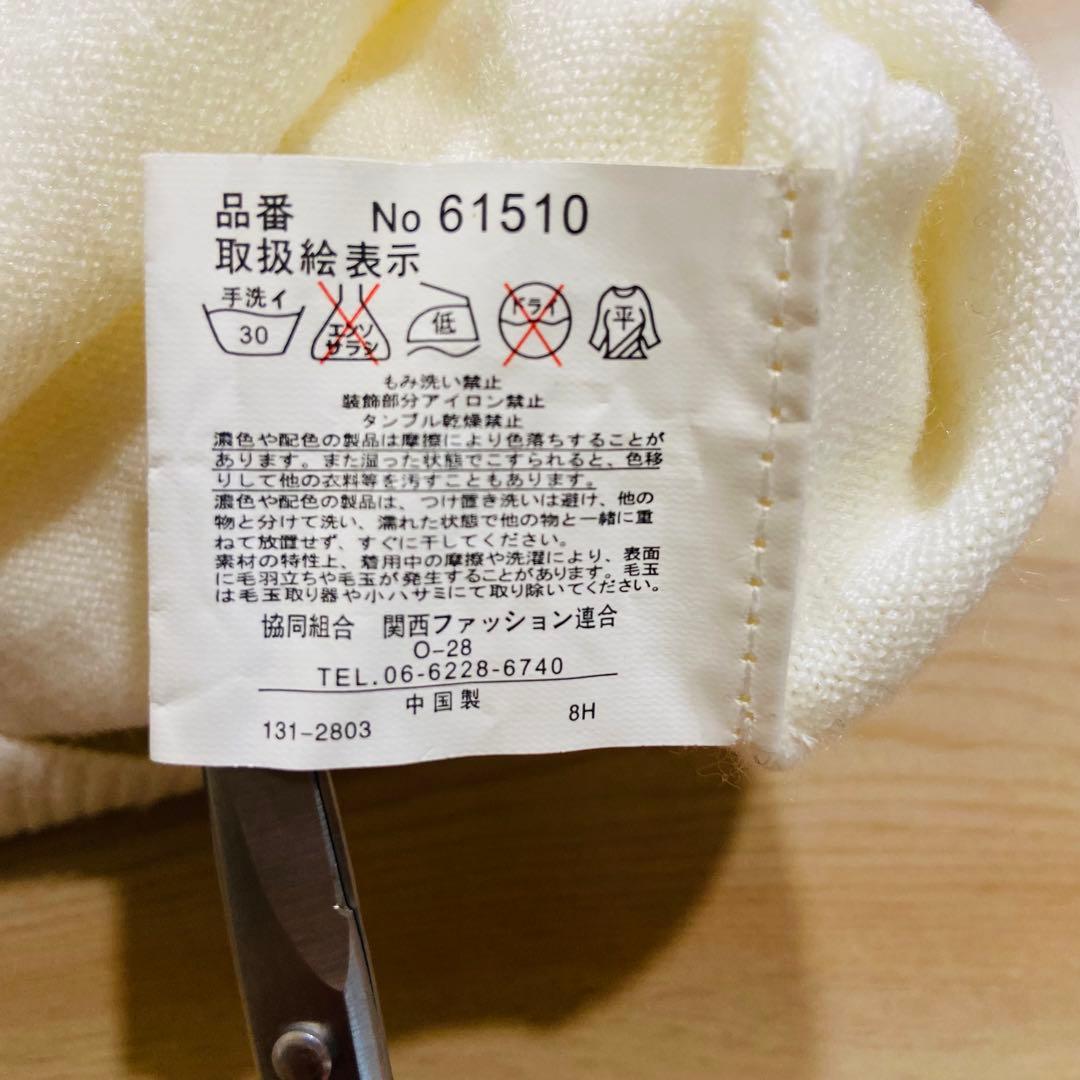 品番 No 61510
取扱絵表示
手洗イ 30 エンソサラシ 低 ドライ 平
もみ洗い禁止
装飾部分アイロン禁止
タンブル乾燥禁止
濃色や配色の製品は摩擦により色落ちすることが
あります。また湿った状態でこすられると、色移
りして他の衣料等を汚すこともあります。
濃色や配色の製品は、つけ置き洗いは避け、他の
物と分けて洗い、濡れた状態で他の物と一緒に重
ねて放置せず、すぐに干してください。
素材の特性上、着用中の摩擦や洗濯により、表面
に毛羽立ちや毛玉が発生することがあります。毛玉
は毛玉取り器や小ハサミにて取り除いてください。
協同組合 関西ファッション連合
O-28
TEL.06-6228-6740
中国製
131-2803 8H